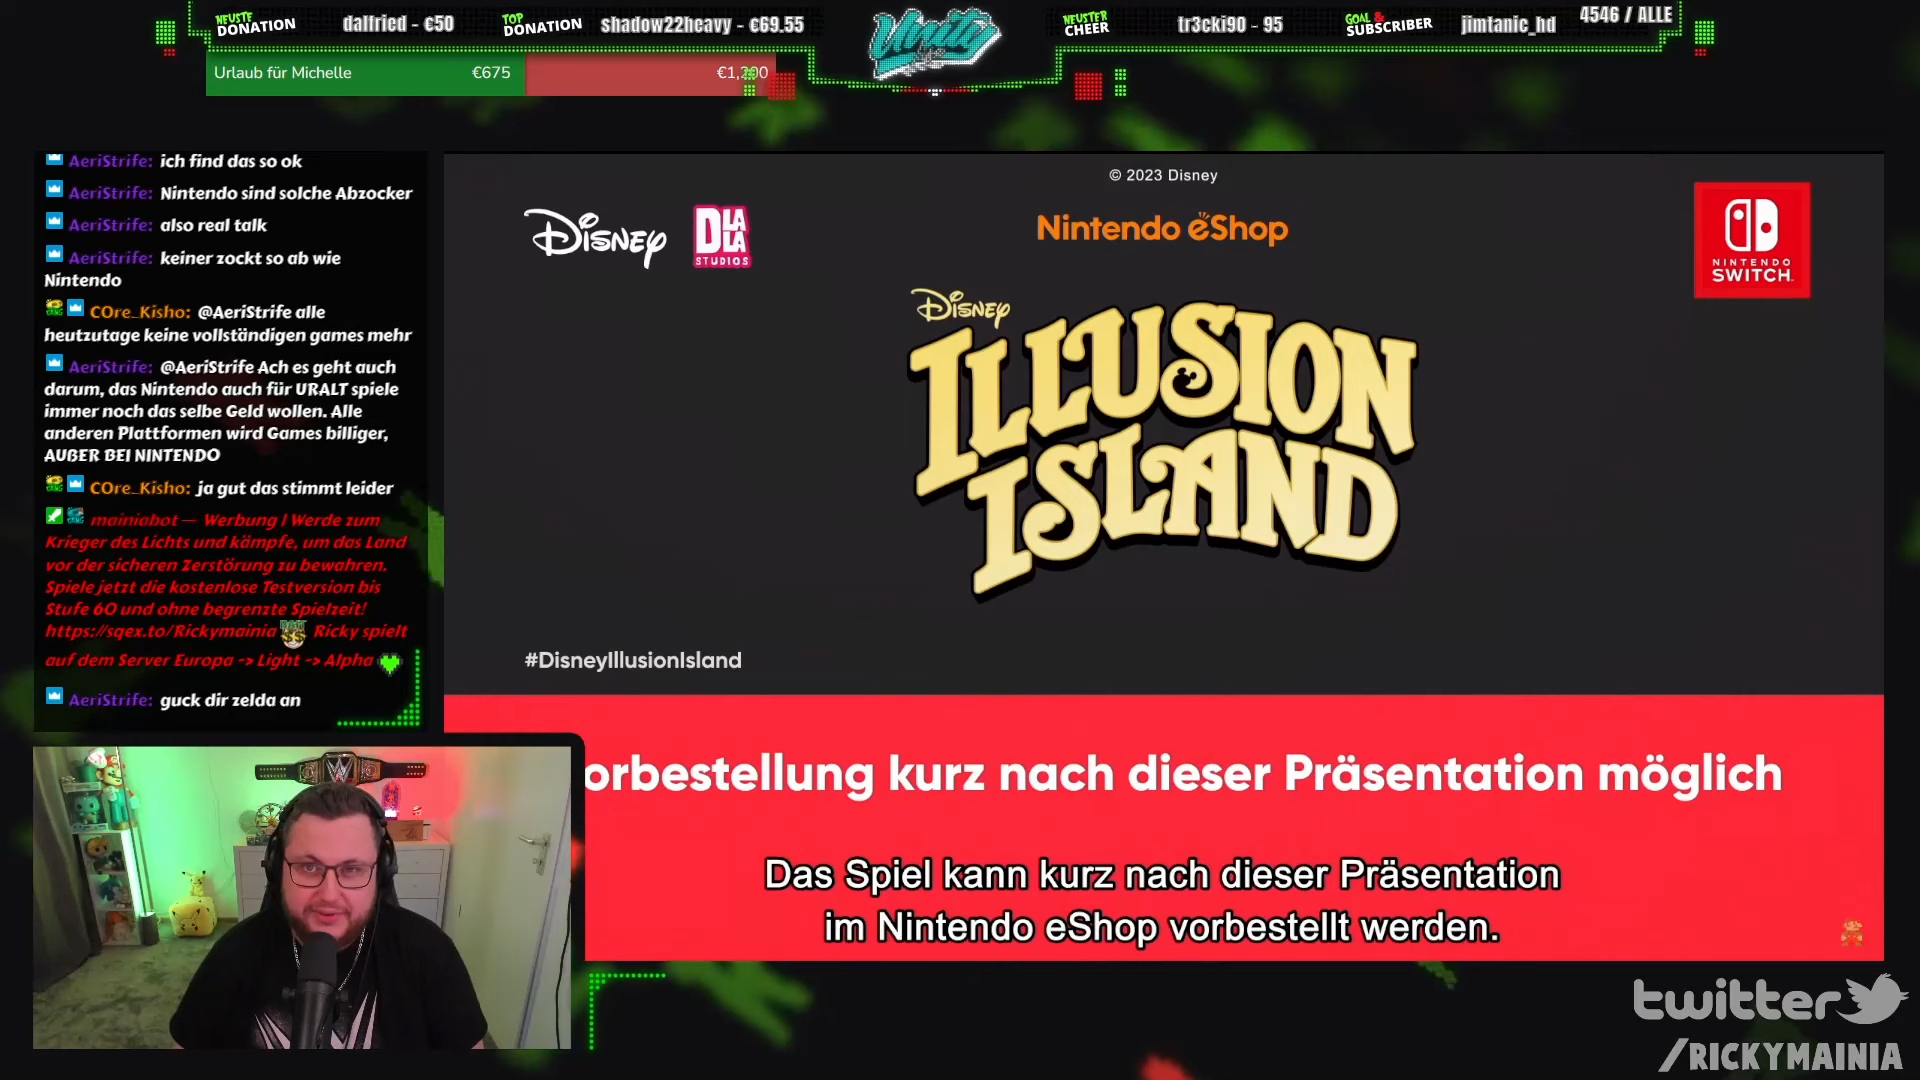 NEUSTE DONATION
dalfried - €50
TOP DONATION
shadow22heavy - €69.55
NEUSTER CHEER
tr3cki90 - 95
GOAL & SUBSCRIBER
jimtanic_hd
4546 / ALLE
Urlaub für Michelle
€675
AeriStrife: ich find das so ok
AeriStrife: Nintendo sind solche Abzocker
AeriStrife: also real talk
AeriStrife: keiner zockt so ab wie
Nintendo
COre_Kisho: @AeriStrife alle
heutzutage keine vollständigen games mehr
AeriStrife: @AeriStrife Ach es geht auch
darum, das Nintendo auch für URALT spiele
immer noch das selbe Geld wollen. Alle
anderen Plattformen wird Games billiger,
AUßER BEI NINTENDO
COre_Kisho: ja gut das stimmt leider
mainiabot — Werbung | Werde zum
Krieger des Lichts und kämpfe, um das Land
vor der sicheren Zerstörung zu bewahren.
Spiele jetzt die kostenlose Testversion bis
Stufe 60 und ohne begrenzte Spielzeit!
https://sqex.to/Rickymainia Ricky spielt
auf dem Server Europa -> Light -> Alpha
AeriStrife: guck dir zelda an
© 2023 Disney
Disney
DLALA
STUDIOS
Nintendo eShop
NINTENDO
SWITCH
Disney
ILLUSION
ISLAND
#DisneyIllusionIsland
orbestellung kurz nach dieser Präsentation möglich
Das Spiel kann kurz nach dieser Präsentation
im Nintendo eShop vorbestellt werden.
twitter
/RICKYMAINIA